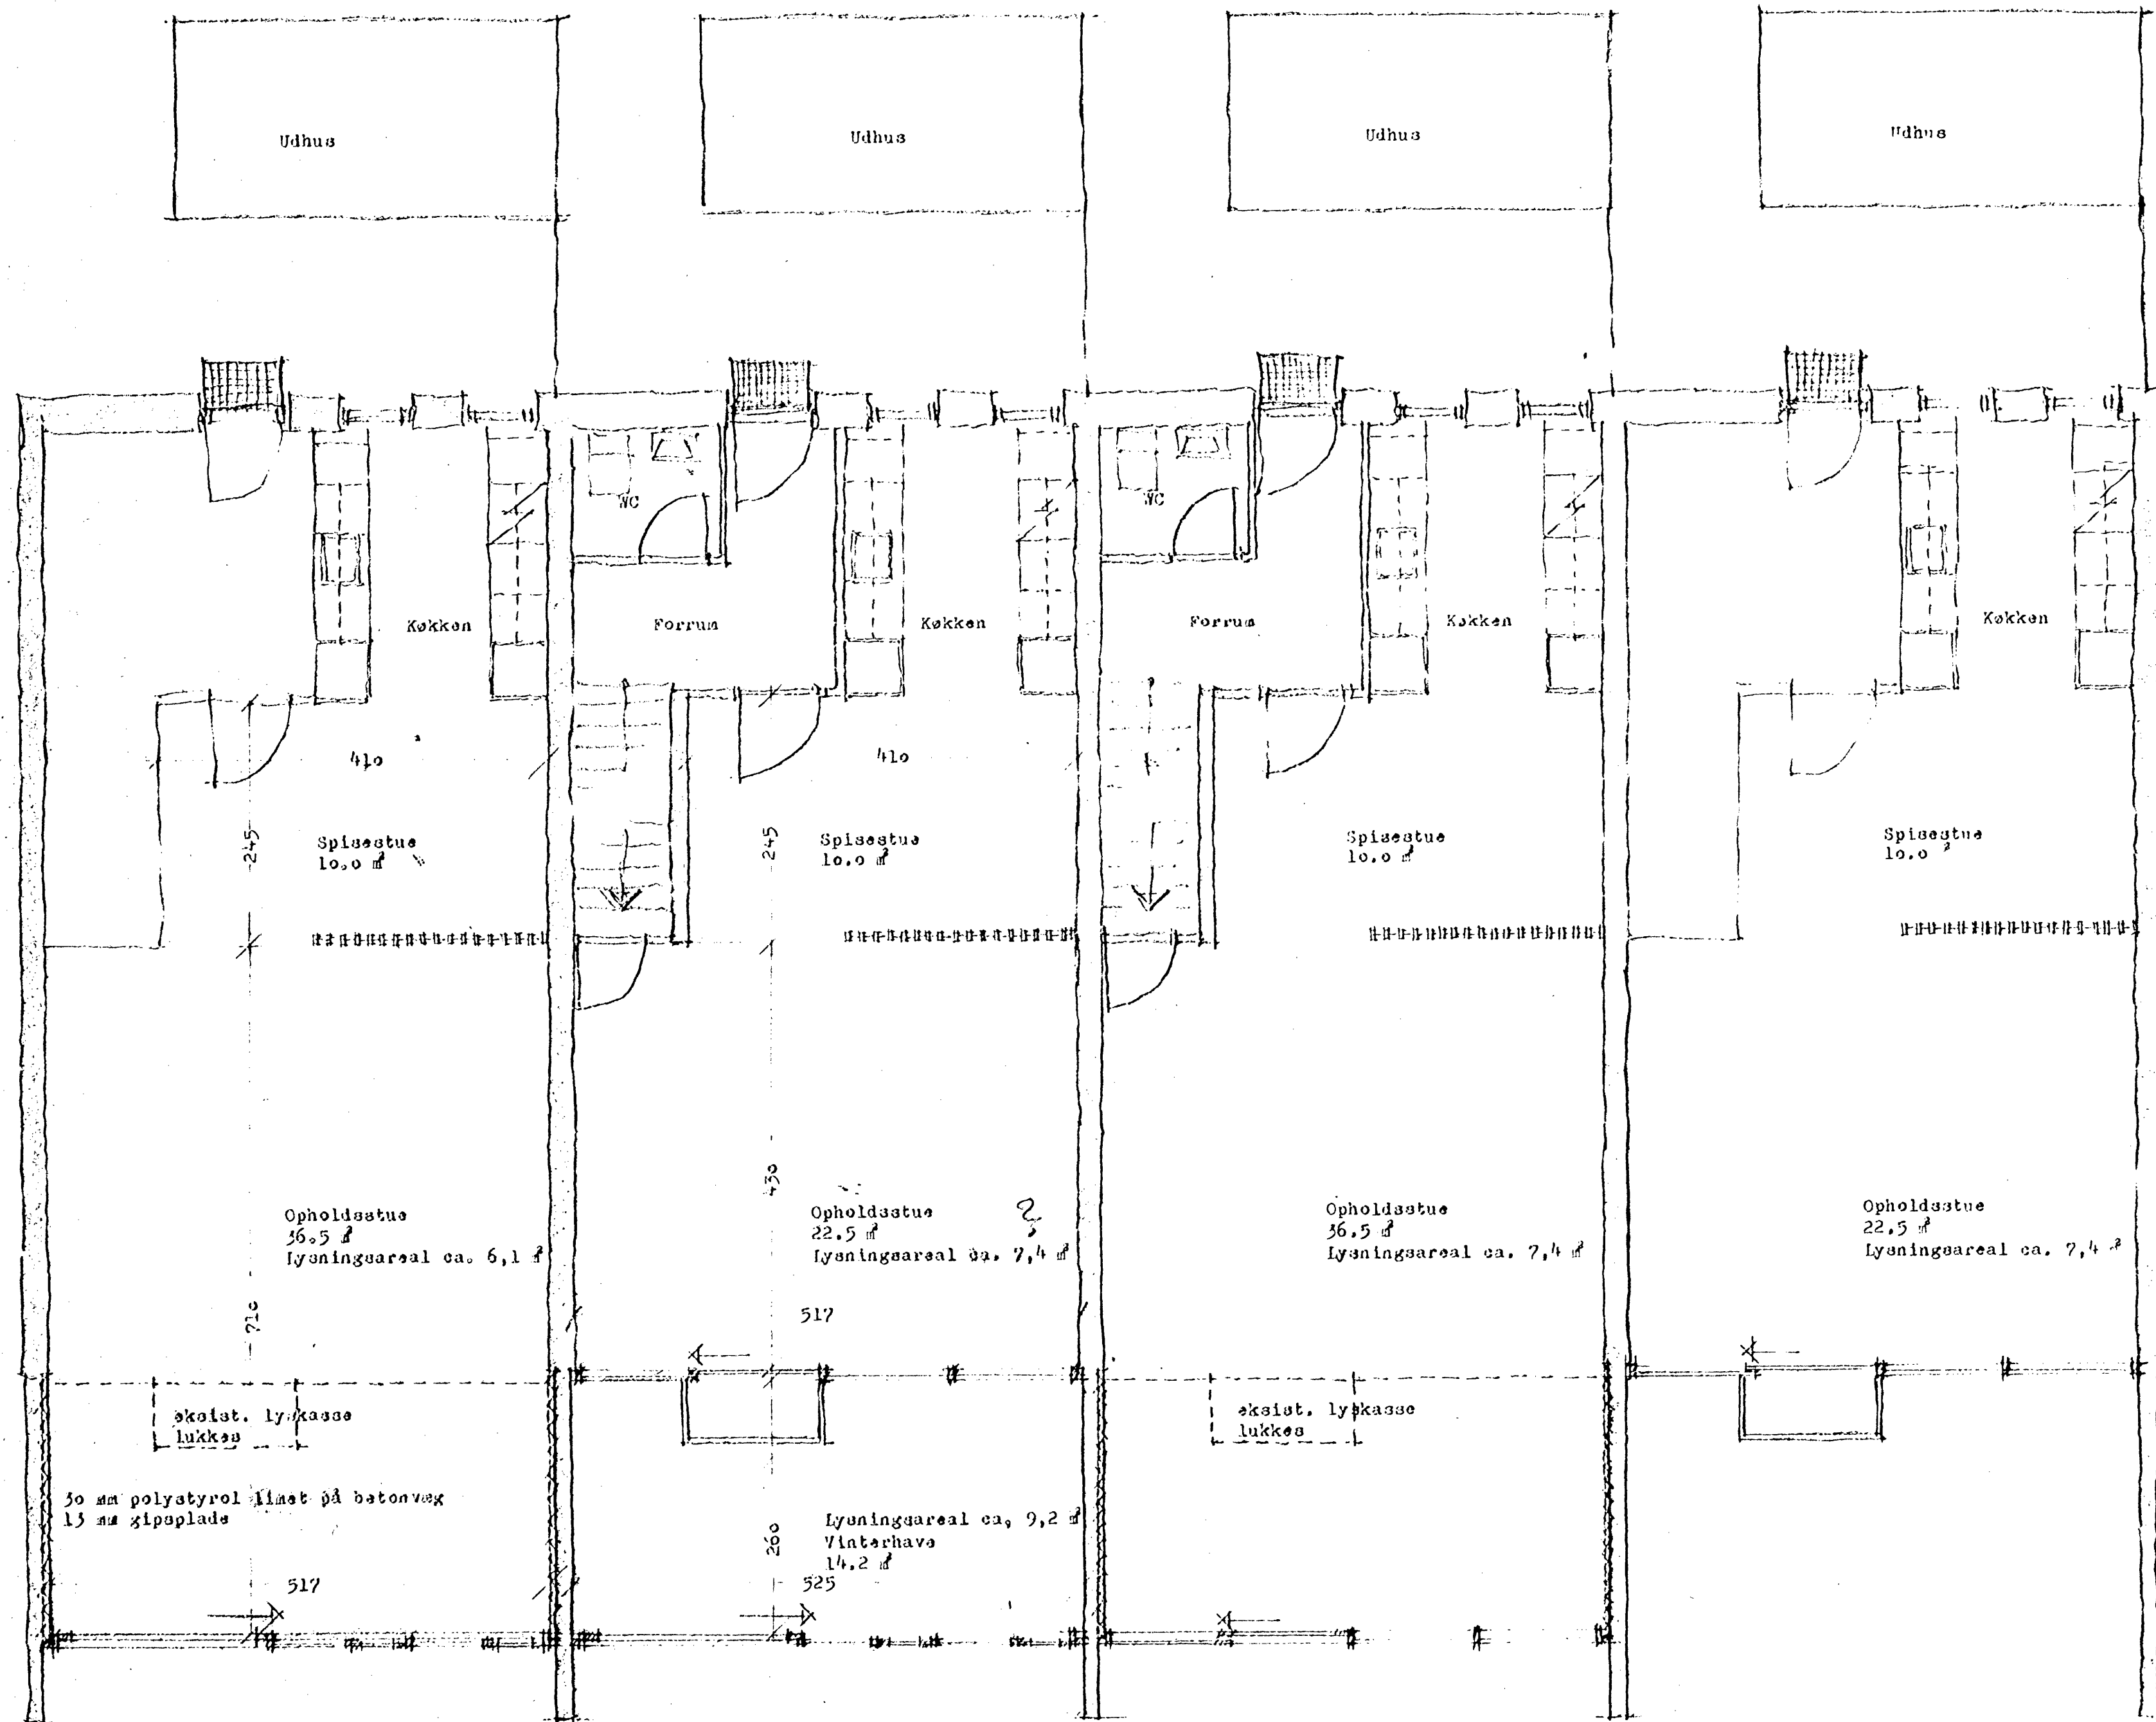 Udhus
Udhus
Udhus
Udhus
WC
WC
Køkken
Forrum
Køkken
Forrum
Køkken
Køkken
410
410
245
Spisestue
10.0 m²
245
Spisestue
10.0 m²
Spisestue
10.0 m²
Spisestue
10.0 ²
430
Opholdsstue
36.5 m²
Lysningsareal ca. 6,1 m²
Opholdsstue
22.5 m²
Lysningsareal ca. 7,4 m²
Opholdsstue
36.5 m²
Lysningsareal ca. 7,4 m²
Opholdsstue
22.5 m²
Lysningsareal ca. 7,4 m²
710
517
eksist. lyskasse
lukkes
eksist. lyskasse
lukkes
30 mm polystyrol limet på betonvæg
13 mm gipsplade
260
Lysningsareal ca. 9,2 m²
Vinterhave
14.2 m²
517
525